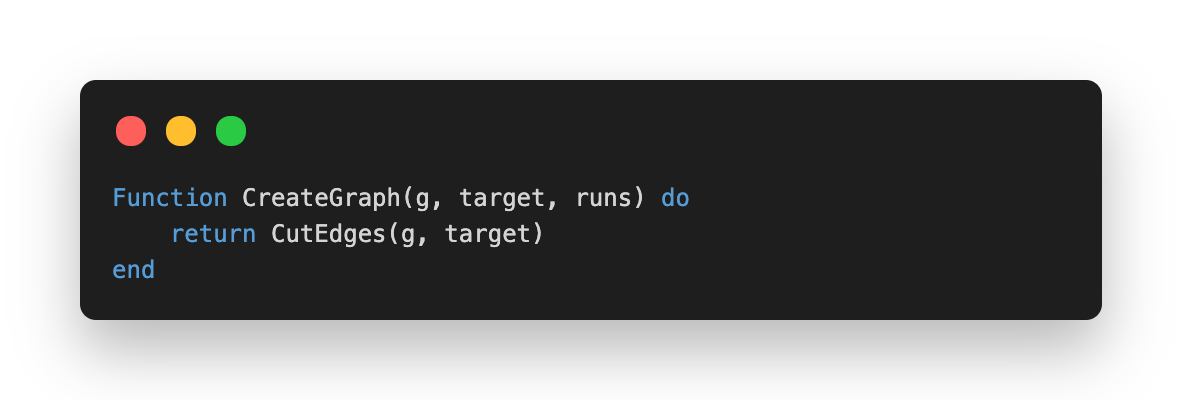 Function CreateGraph(g, target, runs) do
    return CutEdges(g, target)
end